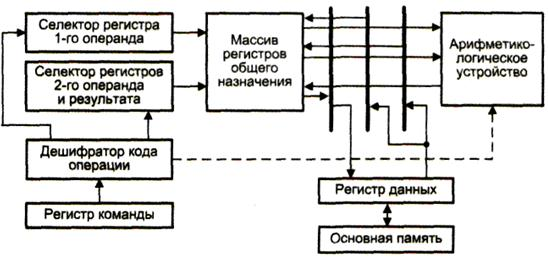 Селектор регистра
1-го операнда
Селектор регистров
2-го операнда
и результата
Массив
регистров
общего
назначения
Арифметико-
логическое
устройство
Дешифратор кода
операции
Регистр команды
Регистр данных
Основная память